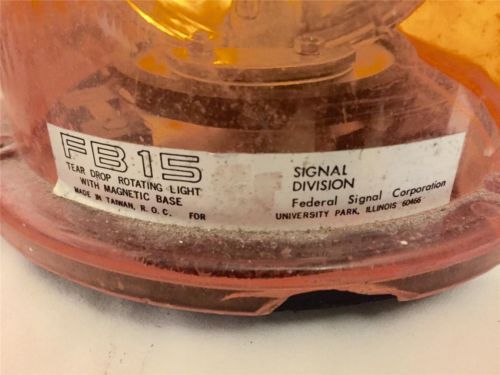 FB15
TEAR DROP ROTATING LIGHT
WITH MAGNETIC BASE
MADE IN TAIWAN, R.O.C. FOR
SIGNAL
DIVISION
Federal Signal Corporation
UNIVERSITY PARK, ILLINOIS 60466